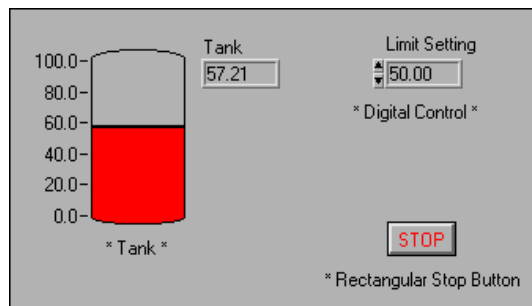 Tank
57.21
Limit Setting
50.00
* Digital Control *
100.0
80.0
60.0
40.0
20.0
0.0
* Tank *
STOP
* Rectangular Stop Button